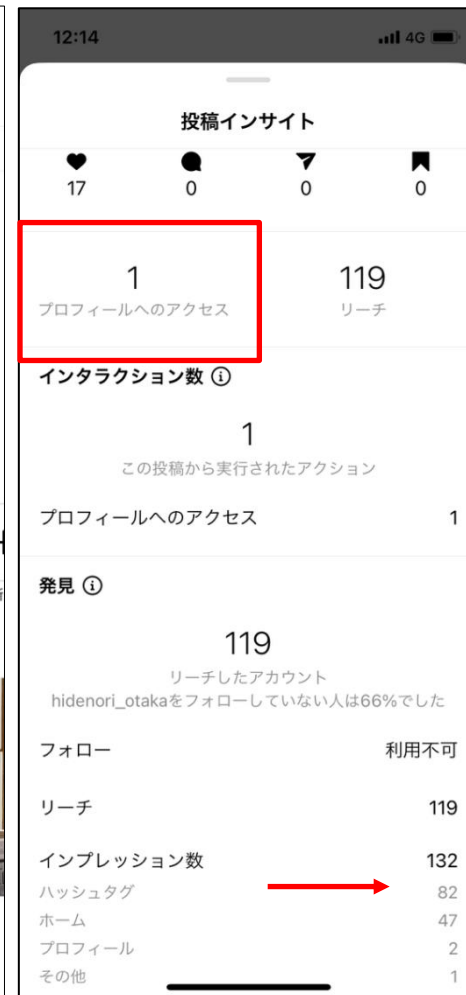 12:14
4G
投稿インサイト
17 0 0 0
1 119
プロフィールへのアクセス リーチ
インタラクション数
1
この投稿から実行されたアクション
プロフィールへのアクセス 1
発見
119
リーチしたアカウント
hidenori_otakaをフォローしていない人は66%でした
フォロー 利用不可
リーチ 119
インプレッション数 132
ハッシュタグ 82
ホーム 47
プロフィール 2
その他 1